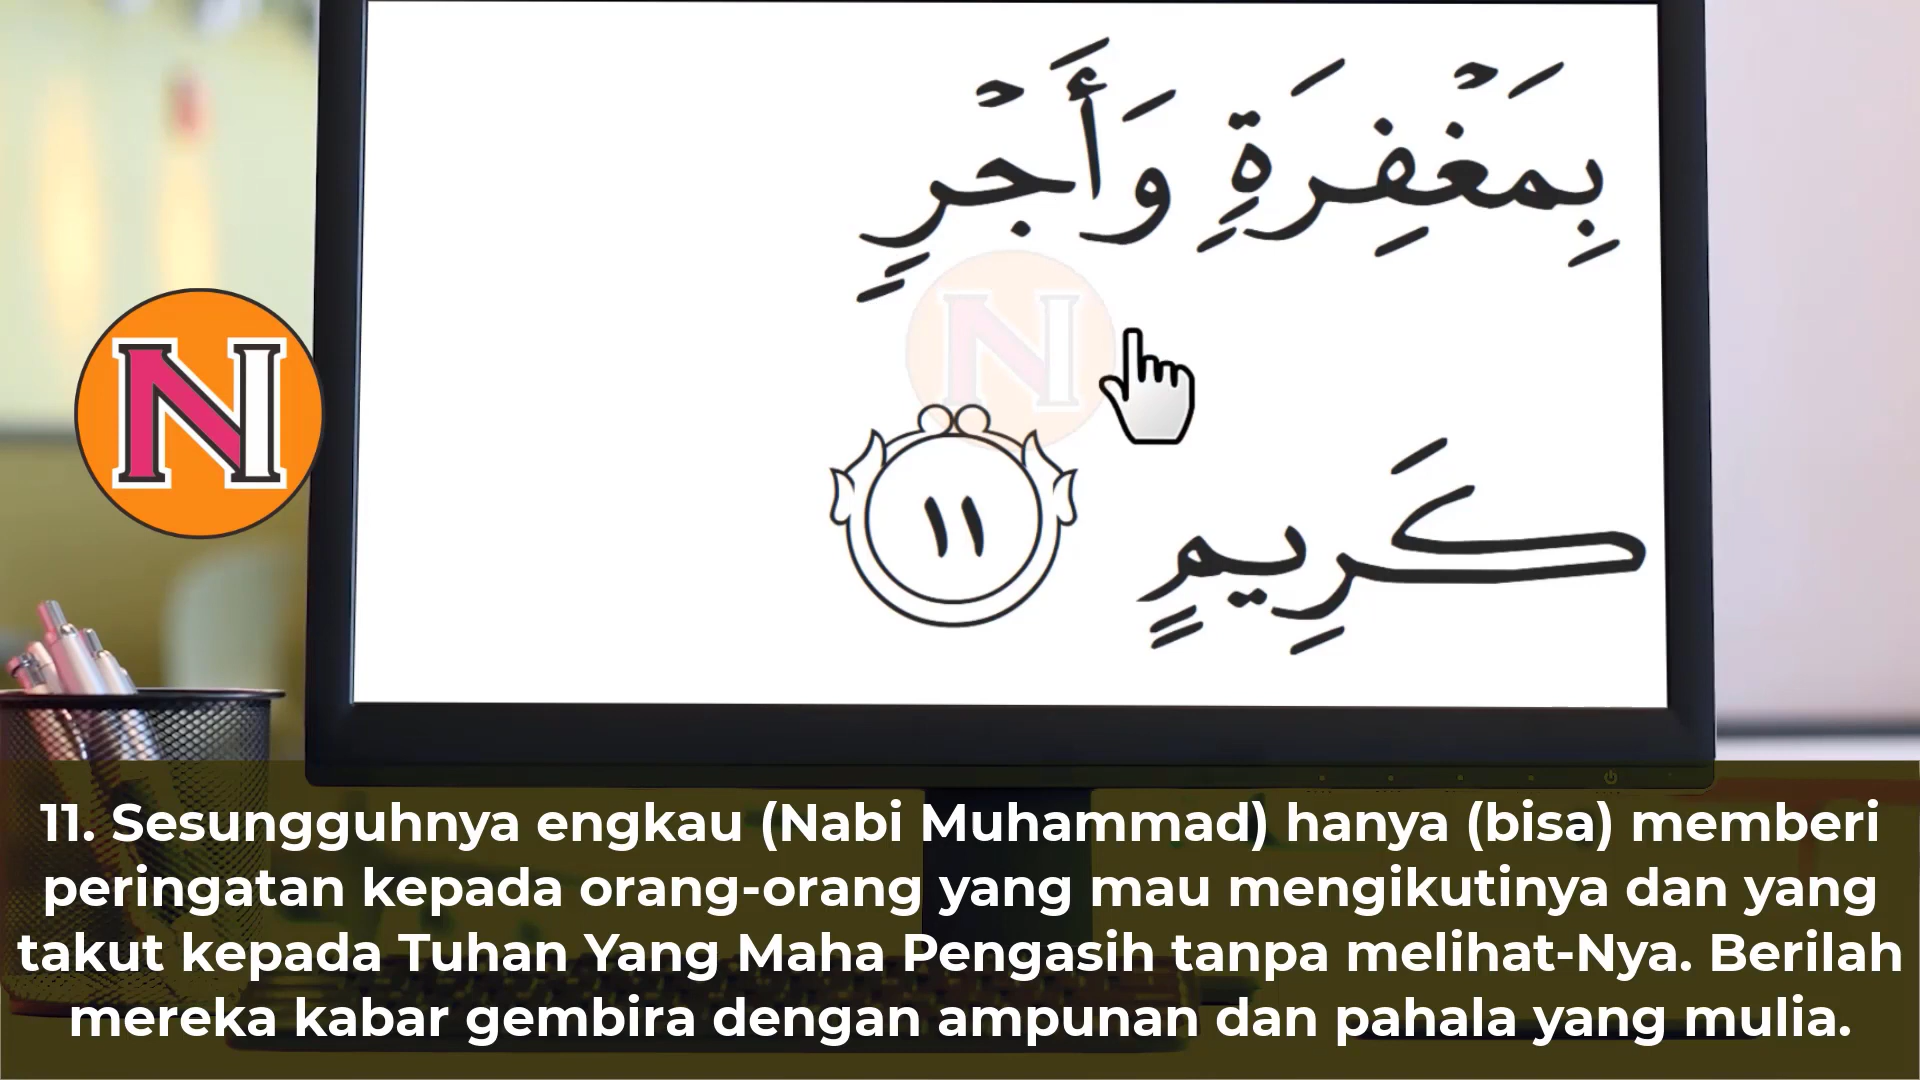 بِمَغْفِرَةِ وَأَجْرٍ
كَرِيمٍ ١١
N
N
11. Sesungguhnya engkau (Nabi Muhammad) hanya (bisa) memberi
peringatan kepada orang-orang yang mau mengikutinya dan yang
takut kepada Tuhan Yang Maha Pengasih tanpa melihat-Nya. Berilah
mereka kabar gembira dengan ampunan dan pahala yang mulia.